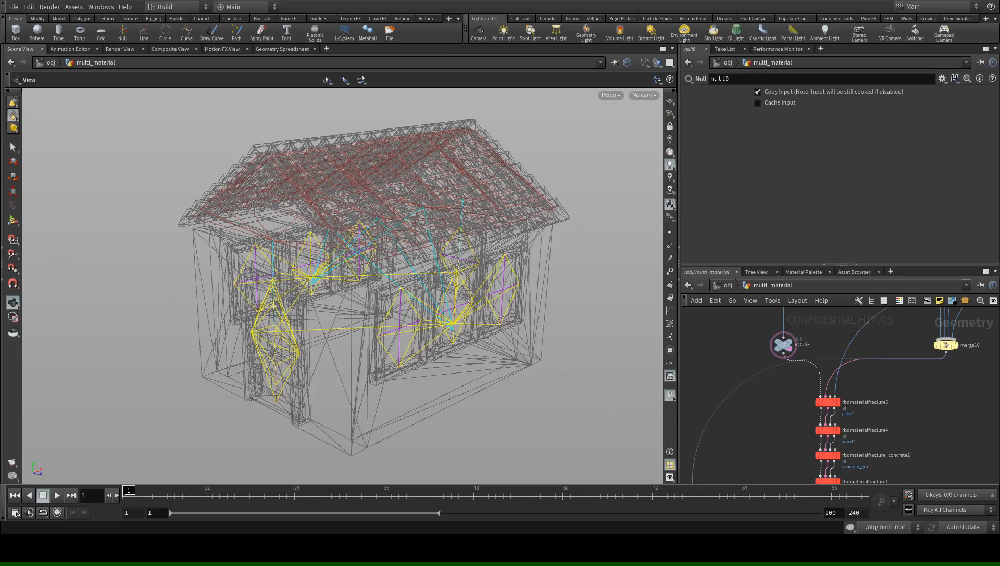 File Edit Render Assets Windows Help Build Main Main
Create Modify Model Polygon Deform Texture Rigging Muscles Charact... Constrai... Hair Utils Guide P... Guide B... Terrain FX Cloud FX Volume Vellum...
Lights and C... Collisions Particles Grains Vellum Rigid Bodies Particle Fluids Viscous Fluids Oceans Fluid Contai... Populate Con... Container Tools Pyro FX FEM Wires Crowds Drive Simula...
Box Sphere Tube Torus Grid Null Line Circle Curve Draw Curve Path Spray Paint Font Platonic Solids L-System Metaball File
Camera Point Light Spot Light Area Light Geometry Light Volume Light Distant Light Environment Light Sky Light GI Light Caustic Light Portal Light Ambient Light Stereo Camera VR Camera Switcher Gamepad Camera
Scene View Animation Editor Render View Composite View Motion FX View Geometry Spreadsheet
null9 Take List Performance Monitor
obj multi_material
obj multi_material
View
Null null9
Copy Input (Note: Input will be still cooked if disabled)
Cache Input
Persp No cam
12
12
abc
/obj/multi_material Tree View Material Palette Asset Browser
obj multi_material
Add Edit Go View Tools Layout Help
CONFIDENTIAL H17.4.5
Geometry
Null
HOUSE
merge10
rbdmaterialfracture5
glass*
rbdmaterialfracture4
wood*
rbdmaterialfracture_concrete2
concrete_grp
rbdmaterialfracture1
y
x
z
1 1 12 24 36 48 60 72 84 96
0 keys, 0/0 channels
1 1 100 240
Key All Channels
/obj/multi_mat... Auto Update